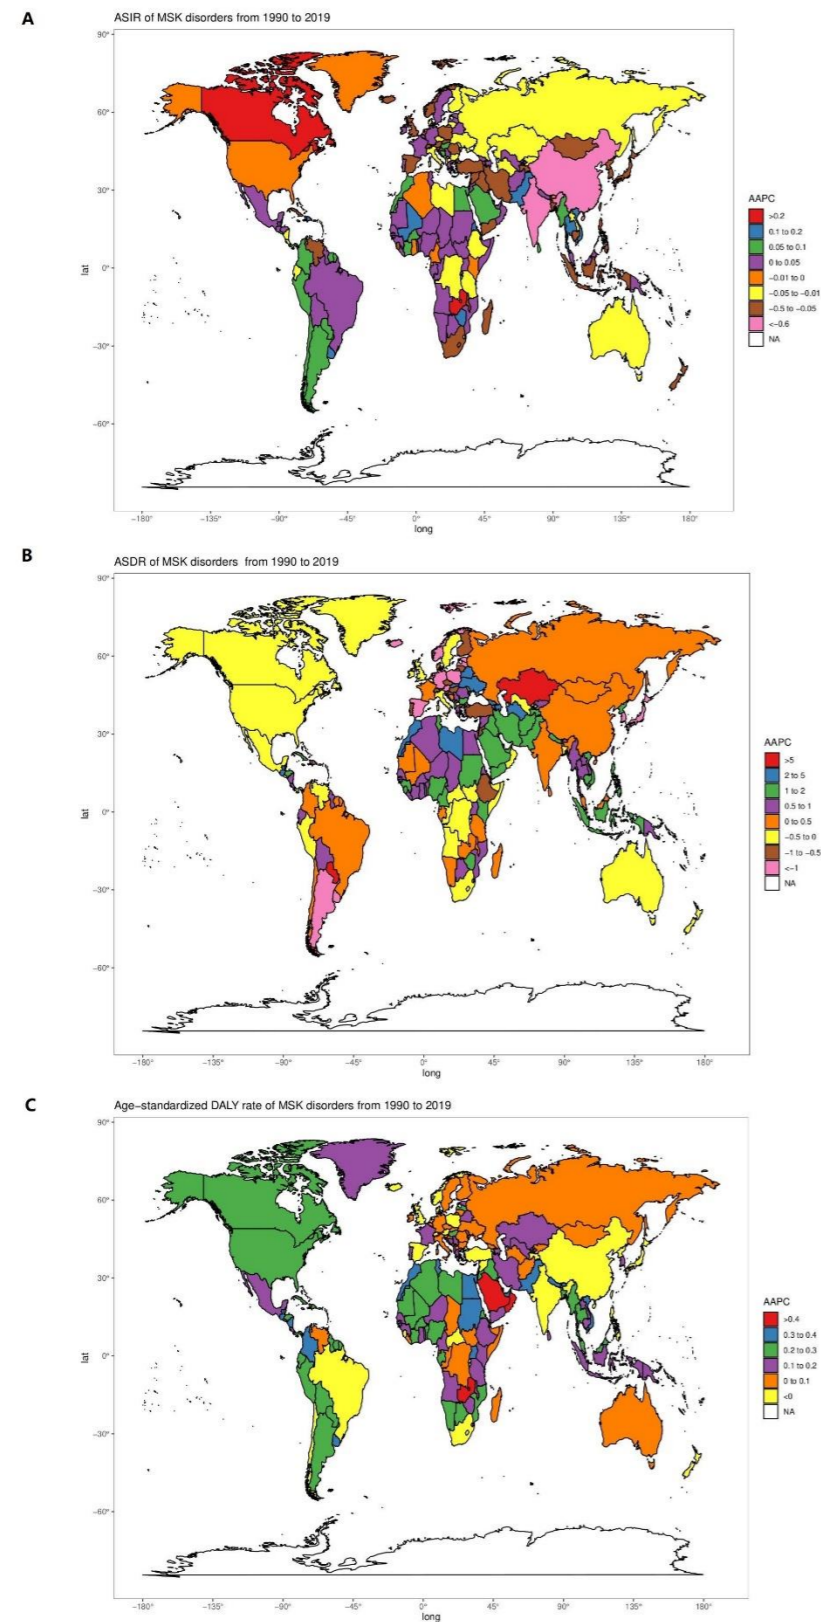 A
ASIR of MSK disorders from 1990 to 2019
90°
60°
30°
0°
−30°
−60°
lat
−180°
−135°
−90°
−45°
0°
45°
90°
135°
180°
long
AAPC
>0.2
0.1 to 0.2
0.05 to 0.1
0 to 0.05
−0.01 to 0
−0.05 to −0.01
−0.5 to −0.05
<−0.6
NA
B
ASDR of MSK disorders from 1990 to 2019
90°
60°
30°
0°
−30°
−60°
lat
−180°
−135°
−90°
−45°
0°
45°
90°
135°
180°
long
AAPC
>5
2 to 5
1 to 2
0.5 to 1
0 to 0.5
−0.5 to 0
−1 to −0.5
<−1
NA
C
Age−standardized DALY rate of MSK disorders from 1990 to 2019
90°
60°
30°
0°
−30°
−60°
lat
−180°
−135°
−90°
−45°
0°
45°
90°
135°
180°
long
AAPC
>0.4
0.3 to 0.4
0.2 to 0.3
0.1 to 0.2
0 to 0.1
<0
NA